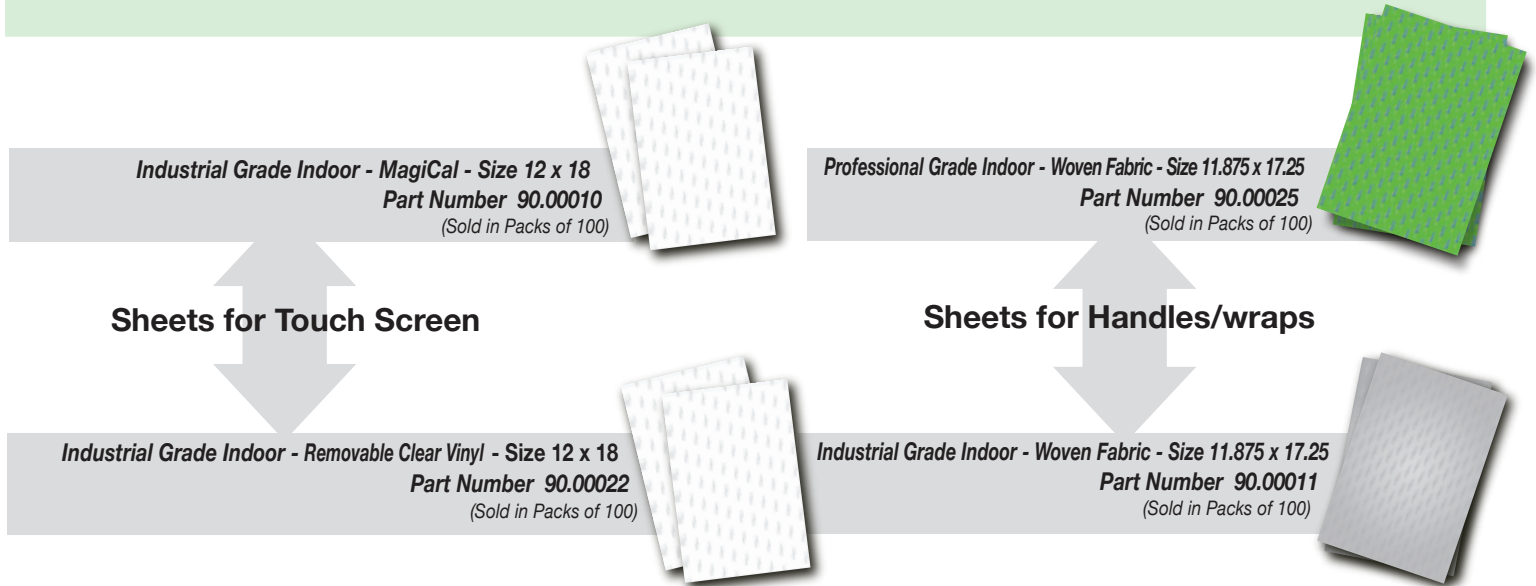 Industrial Grade Indoor - MagiCal - Size 12 x 18
Part Number 90.00010
(Sold in Packs of 100)
Sheets for Touch Screen
Industrial Grade Indoor - Removable Clear Vinyl - Size 12 x 18
Part Number 90.00022
(Sold in Packs of 100)
Professional Grade Indoor - Woven Fabric - Size 11.875 x 17.25
Part Number 90.00025
(Sold in Packs of 100)
Sheets for Handles/wraps
Industrial Grade Indoor - Woven Fabric - Size 11.875 x 17.25
Part Number 90.00011
(Sold in Packs of 100)